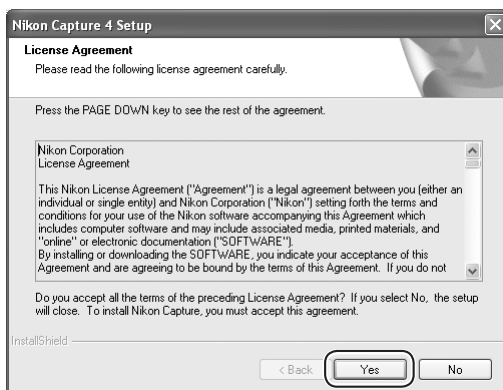 Nikon Capture 4 Setup
License Agreement
Please read the following license agreement carefully.
Press the PAGE DOWN key to see the rest of the agreement.
Nikon Corporation
License Agreement
This Nikon License Agreement ("Agreement") is a legal agreement between you (either an
individual or single entity) and Nikon Corporation ("Nikon") setting forth the terms and
conditions for your use of the Nikon software accompanying this Agreement which
includes computer software and may include associated media, printed materials, and
"online" or electronic documentation ("SOFTWARE").
By installing or downloading the SOFTWARE, you indicate your acceptance of this
Agreement and are agreeing to be bound by the terms of this Agreement. If you do not
Do you accept all the terms of the preceding License Agreement? If you select No, the setup
will close. To install Nikon Capture, you must accept this agreement.
InstallShield
< Back
Yes
No